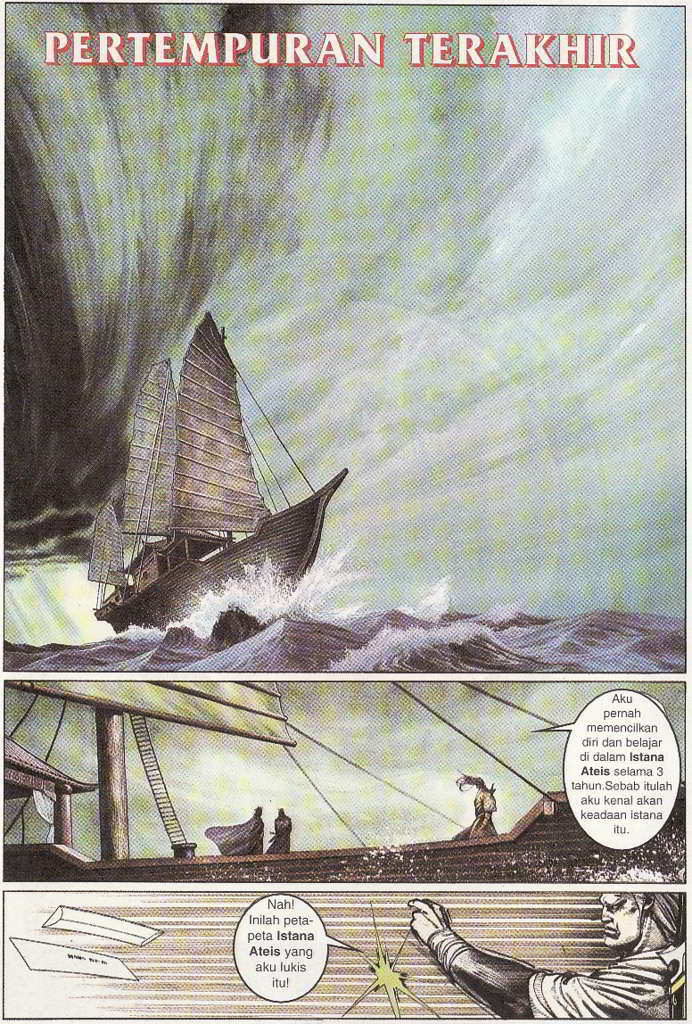 PERTEMPURAN TERAKHIR
Aku
pernah
memencilkan
diri dan belajar
di dalam Istana
Ateis selama 3
tahun.Sebab itulah
aku kenal akan
keadaan istana
itu.
Nah!
Inilah peta-
peta Istana
Ateis yang
aku lukis
itu!